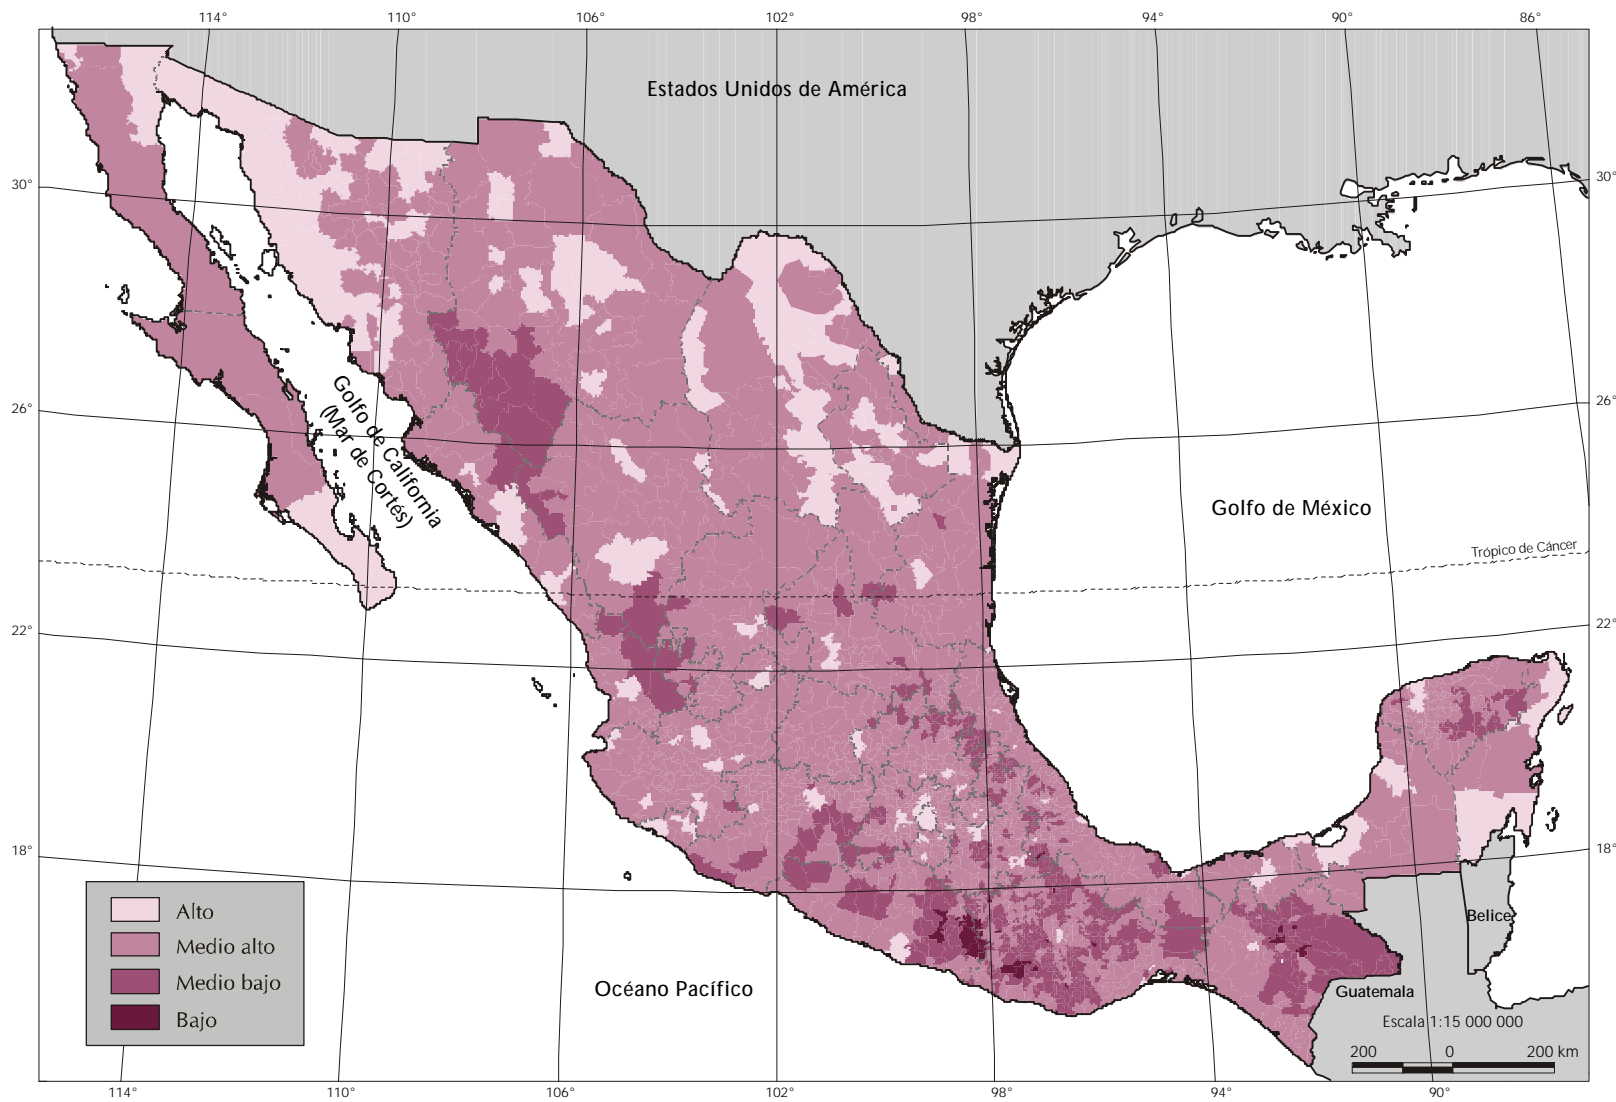 114°
110°
106°
102°
98°
94°
90°
86°
Estados Unidos de América
30°
30°
26°
26°
Golfo de California
(Mar de Cortés)
Golfo de México
Trópico de Cáncer
22°
22°
18°
18°
Alto
Medio alto
Medio bajo
Bajo
Océano Pacífico
Belice
Guatemala
Escala 1:15 000 000
200
0
200 km
114°
110°
106°
102°
98°
94°
90°